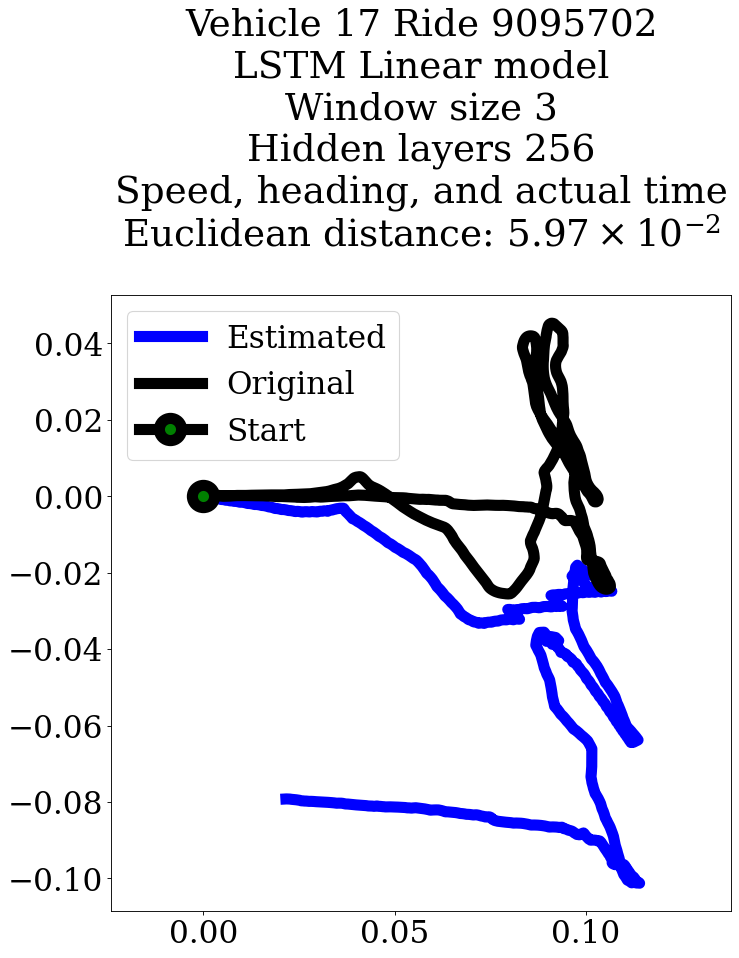 Vehicle 17 Ride 9095702
LSTM Linear model
Window size 3
Hidden layers 256
Speed, heading, and actual time
Euclidean distance: 5.97 × 10⁻²
Estimated
Original
Start
0.04
0.02
0.00
−0.02
−0.04
−0.06
−0.08
−0.10
0.00 0.05 0.10